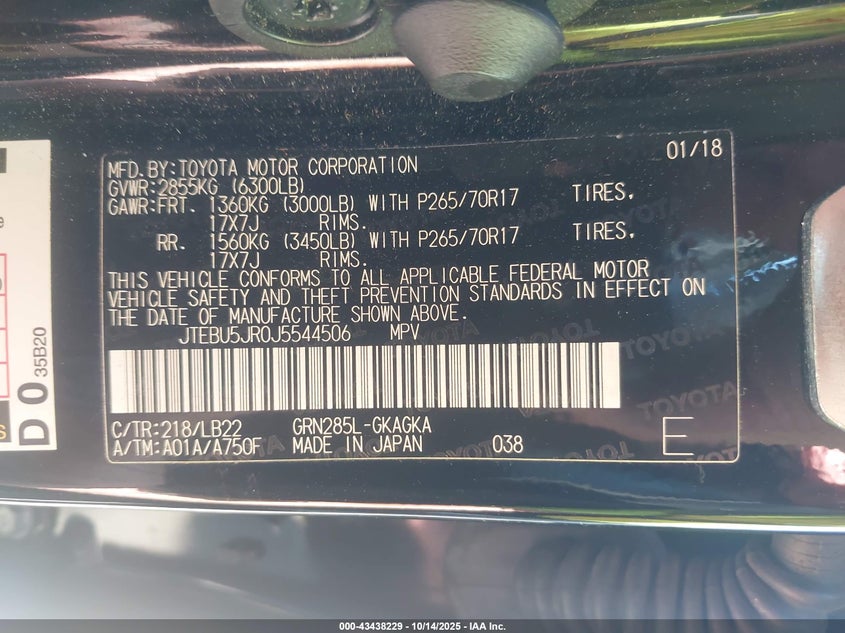 MFD.BY:TOYOTA MOTOR CORPORATION 01/18
GVWR:2855KG (6300LB)
GAWR:FRT. 1360KG (3000LB) WITH P265/70R17 TIRES.
17X7J RIMS.
RR. 1560KG (3450LB) WITH P265/70R17 TIRES.
17X7J RIMS.
THIS VEHICLE CONFORMS TO ALL APPLICABLE FEDERAL MOTOR
VEHICLE SAFETY AND THEFT PREVENTION STANDARDS IN EFFECT ON
THE DATE OF MANUFACTURE SHOWN ABOVE.
JTEBU5JR0J5544506 MPV
C/TR:218/LB22 GRN285L-GKAGKA
A/TM:A01A/A750F MADE IN JAPAN 038 E
D 0 35B20
TOYOTA
000-43438229 - 10/14/2025 - IAA Inc.